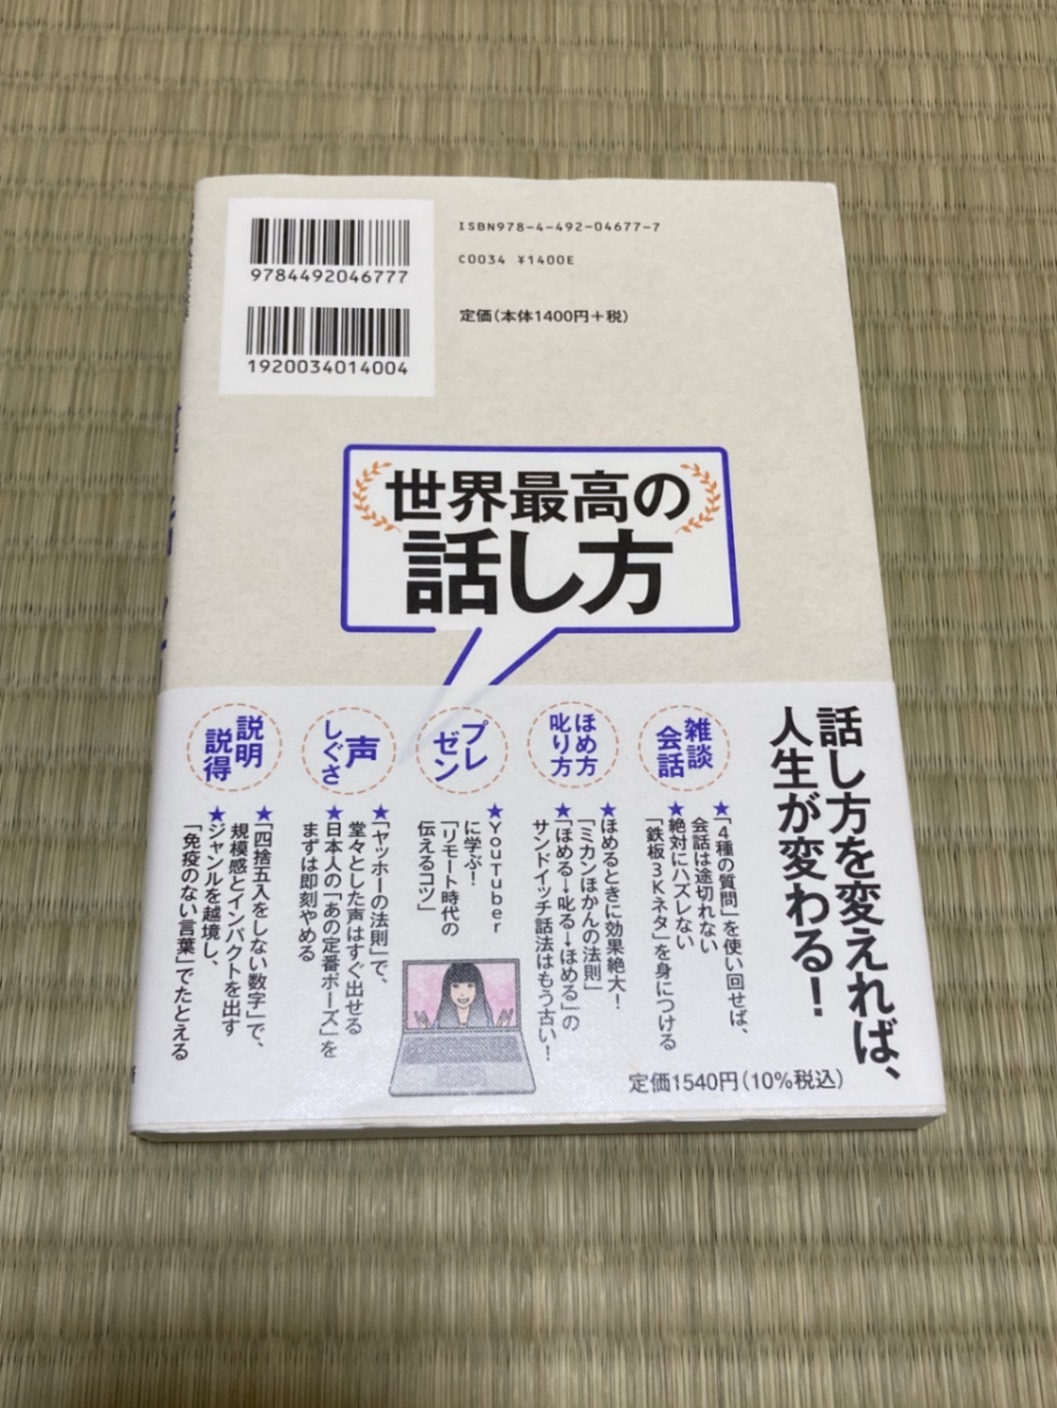 ISBN978-4-492-04677-7
C0034 ¥1400E
定価(本体1400円+税)
9784492046777
1920034014004
世界最高の
話し方
話し方を変えれば、
人生が変わる!
雑談
会話
★「4種の質問」を使い回せば、
会話は途切れない
★絶対にハズレない
「鉄板3Kネタ」を身につける
ほめ方
叱り方
★ほめるときに効果絶大!
「ミカンほかんの法則」
★「ほめる→叱る→ほめる」の
サンドイッチ話法はもう古い!
プレ
ゼン
★YouTuber
に学ぶ!
「リモート時代の
伝えるコツ」
声
しぐさ
★「ヤッホーの法則」で、
堂々とした声はすぐ出せる
★日本人の「あの定番ポーズ」を
まずは即刻やめる
説明
説得
★「四捨五入をしない数字」で、
規模感とインパクトを出す
★ジャンルを越境し、
「免疫のない言葉」でたとえる
定価1540円(10%税込)